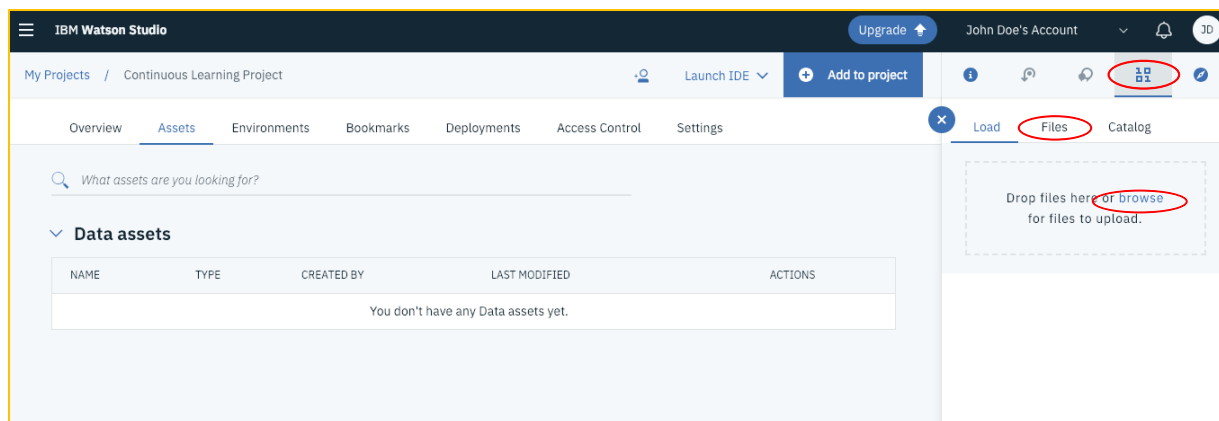 IBM Watson Studio Upgrade John Doe's Account JD
My Projects / Continuous Learning Project Launch IDE Add to project
Overview Assets Environments Bookmarks Deployments Access Control Settings
Load Files Catalog
What assets are you looking for?
Drop files here or browse
for files to upload.
Data assets
NAME TYPE CREATED BY LAST MODIFIED ACTIONS
You don't have any Data assets yet.